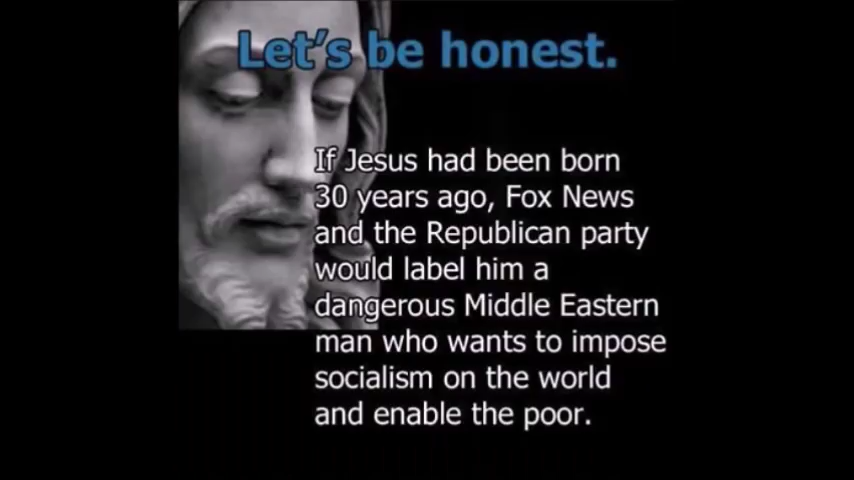 Let's be honest.
If Jesus had been born
30 years ago, Fox News
and the Republican party
would label him a
dangerous Middle Eastern
man who wants to impose
socialism on the world
and enable the poor.